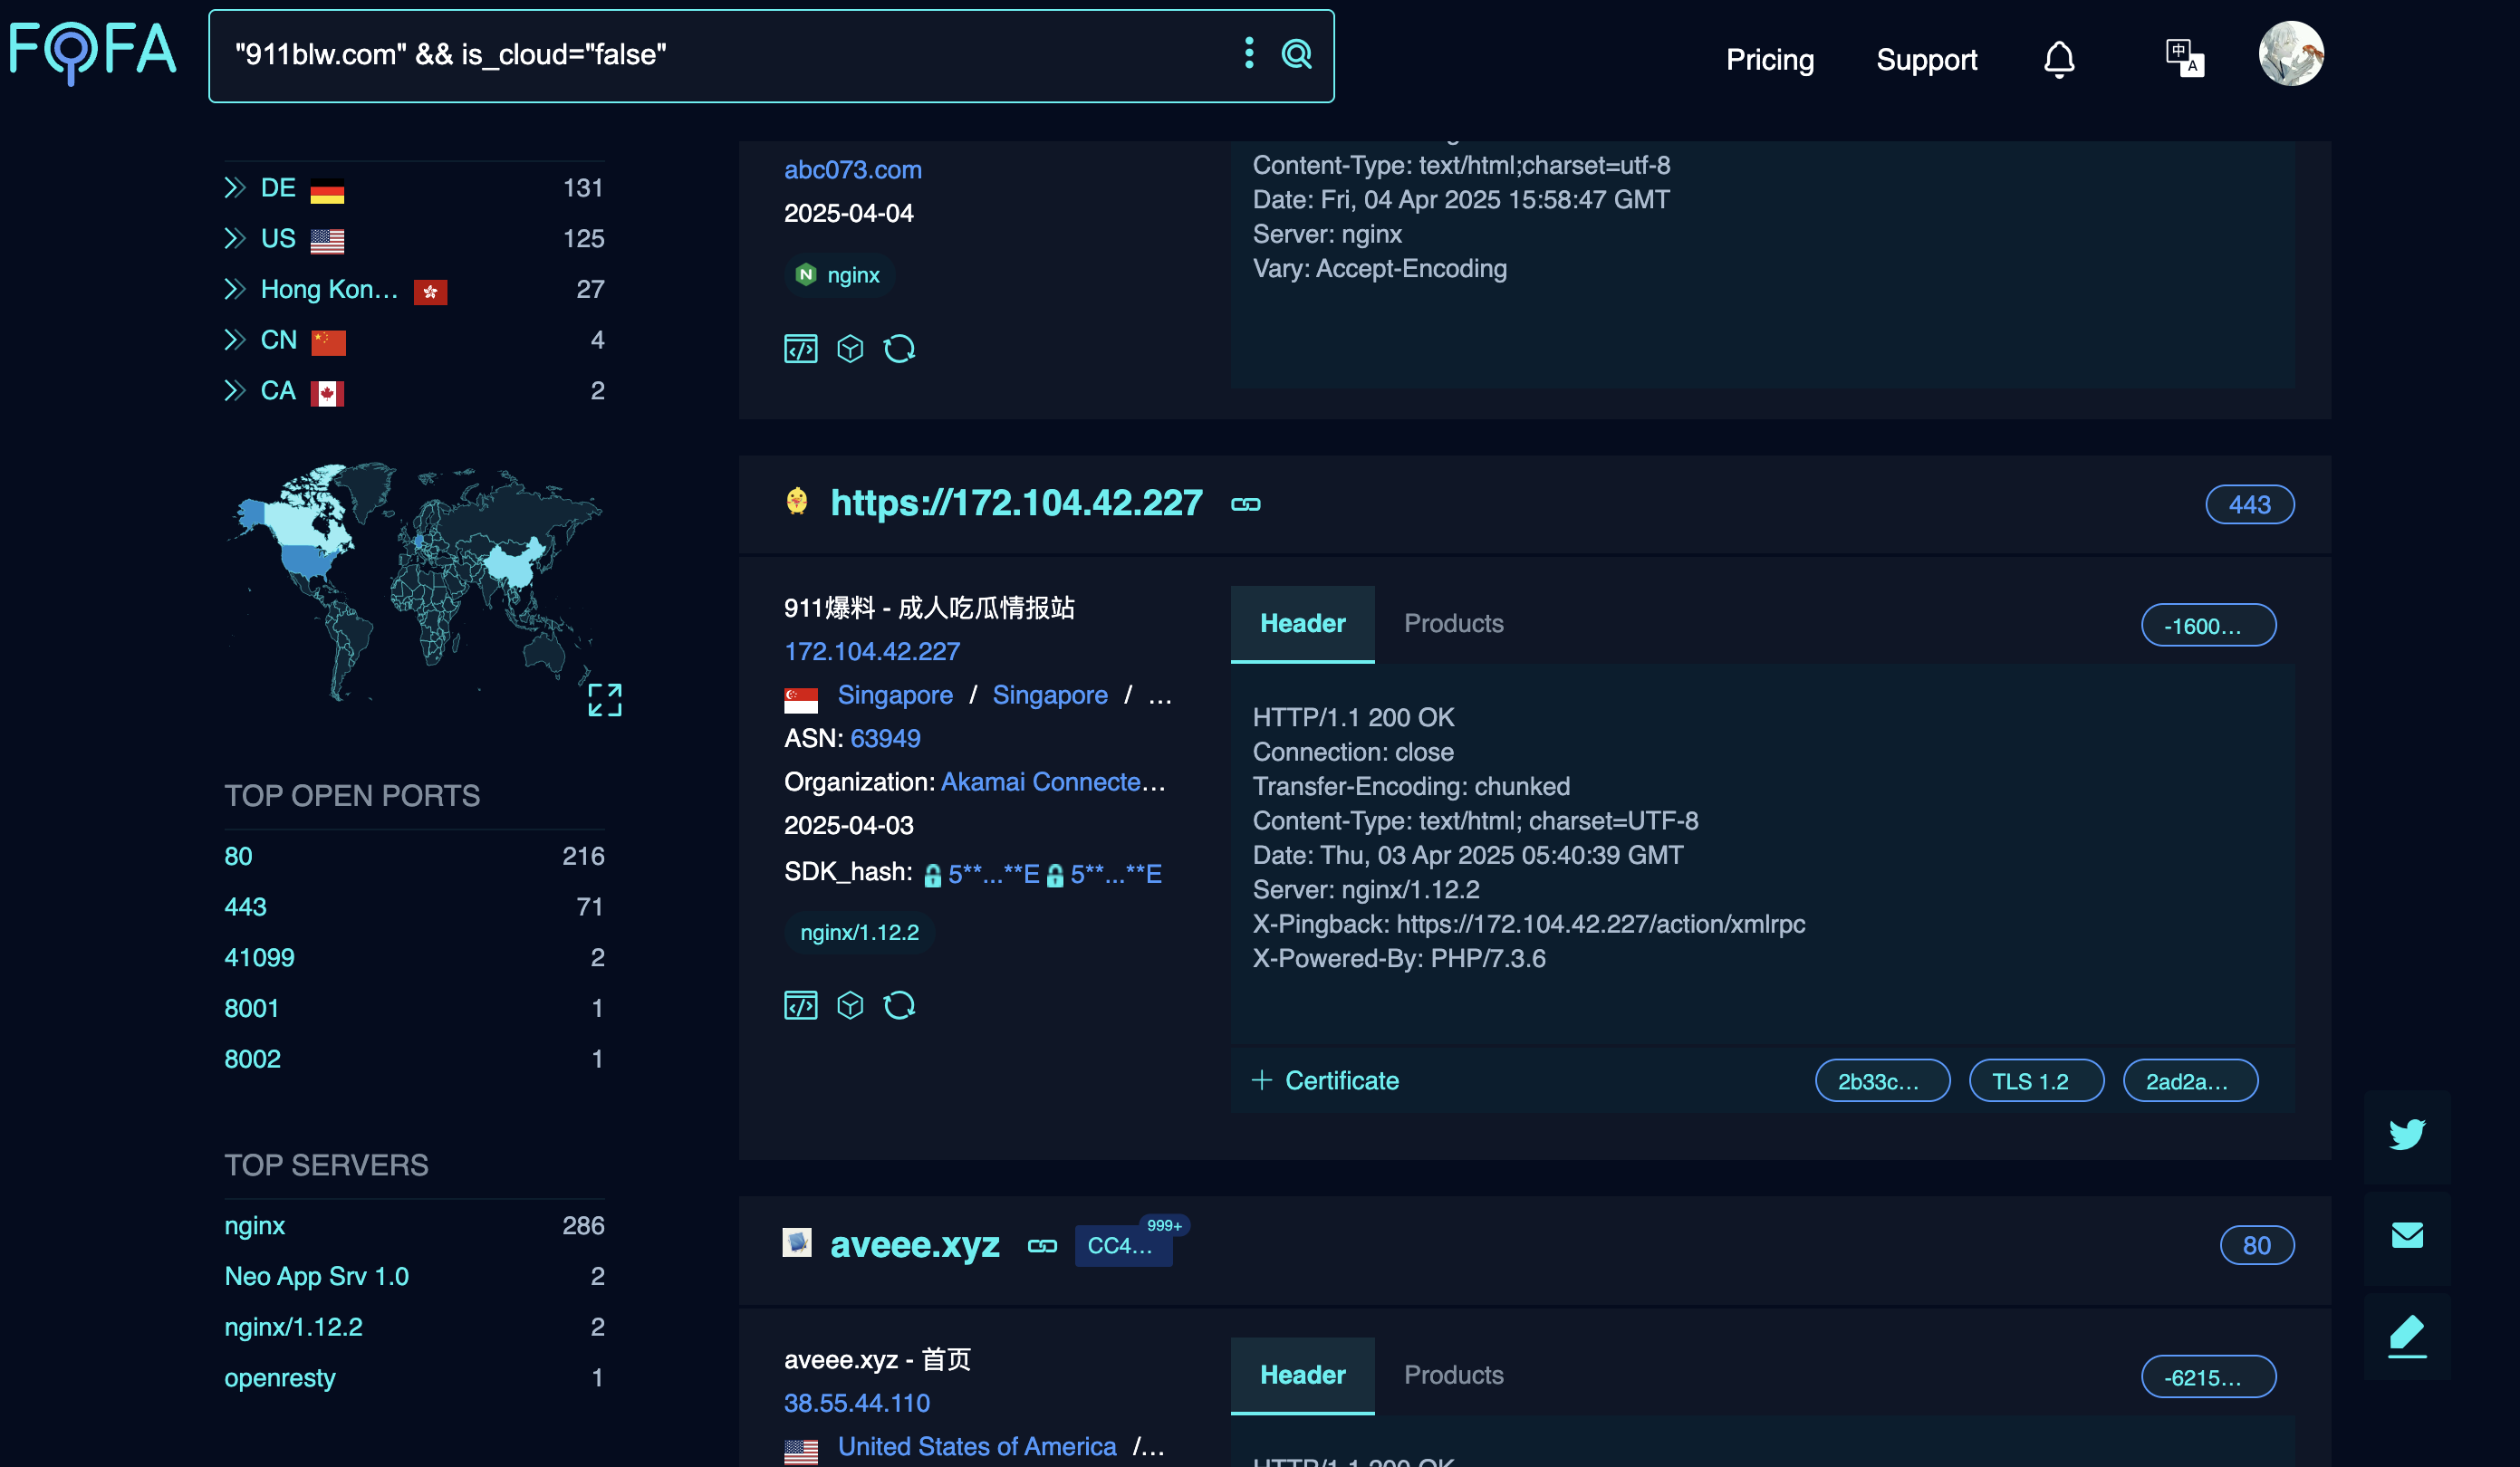 FOFA
"911blw.com" && is_cloud="false"
Pricing
Support
中 A
DE 131
US 125
Hong Kon... 27
CN 4
CA 2
TOP OPEN PORTS
80 216
443 71
41099 2
8001 1
8002 1
TOP SERVERS
nginx 286
Neo App Srv 1.0 2
nginx/1.12.2 2
openresty 1
abc073.com
2025-04-04
nginx
Content-Type: text/html;charset=utf-8
Date: Fri, 04 Apr 2025 15:58:47 GMT
Server: nginx
Vary: Accept-Encoding
https://172.104.42.227
443
911爆料 - 成人吃瓜情报站
172.104.42.227
Singapore / Singapore / ...
ASN: 63949
Organization: Akamai Connecte...
2025-04-03
SDK_hash: 5**...**E 5**...**E
nginx/1.12.2
Header Products
-1600...
HTTP/1.1 200 OK
Connection: close
Transfer-Encoding: chunked
Content-Type: text/html; charset=UTF-8
Date: Thu, 03 Apr 2025 05:40:39 GMT
Server: nginx/1.12.2
X-Pingback: https://172.104.42.227/action/xmlrpc
X-Powered-By: PHP/7.3.6
+ Certificate
2b33c...
TLS 1.2
2ad2a...
aveee.xyz
CC4...
999+
80
aveee.xyz - 首页
38.55.44.110
United States of America /...
Header Products
-6215...
HTTP/1.1 200 OK